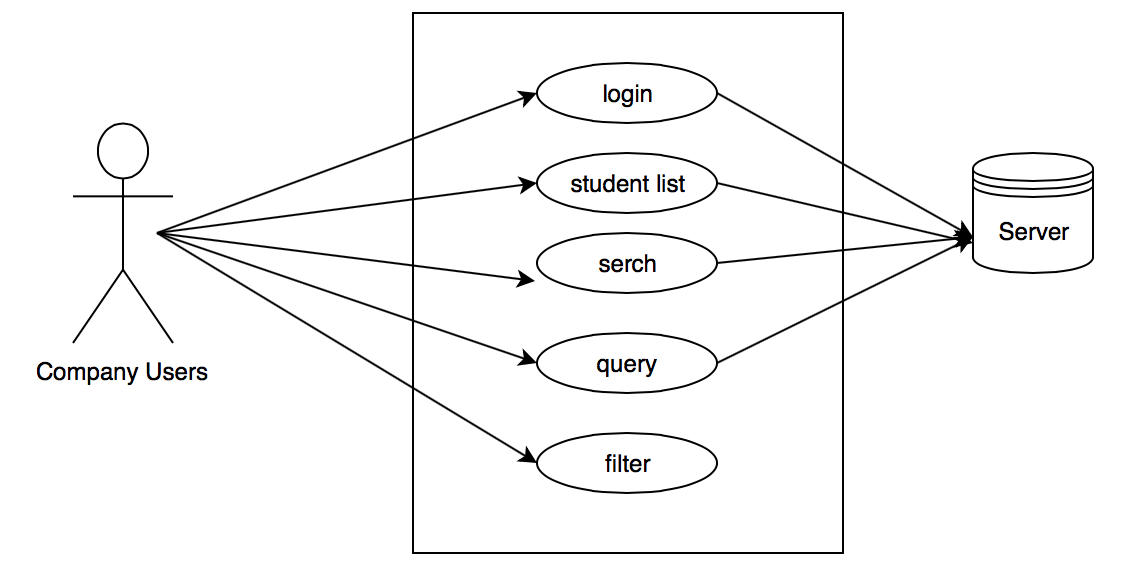 login
student list
serch
query
filter
Company Users
Server